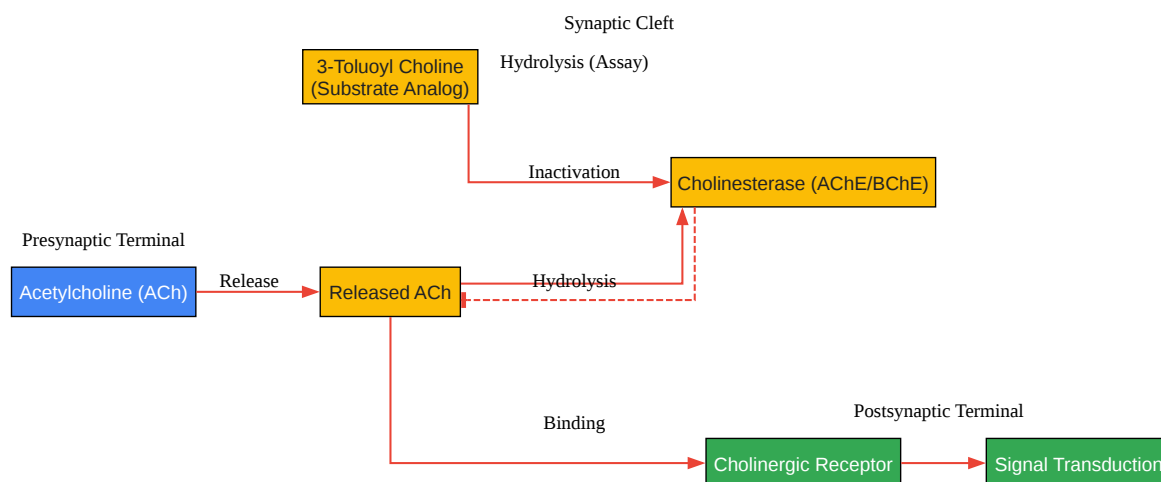 Synaptic Cleft
3-Toluoyl Choline
(Substrate Analog)
Hydrolysis (Assay)
Inactivation
Cholinesterase (AChE/BChE)
Presynaptic Terminal
Acetylcholine (ACh)
Release
Released ACh
Hydrolysis
Binding
Postsynaptic Terminal
Cholinergic Receptor
Signal Transduction